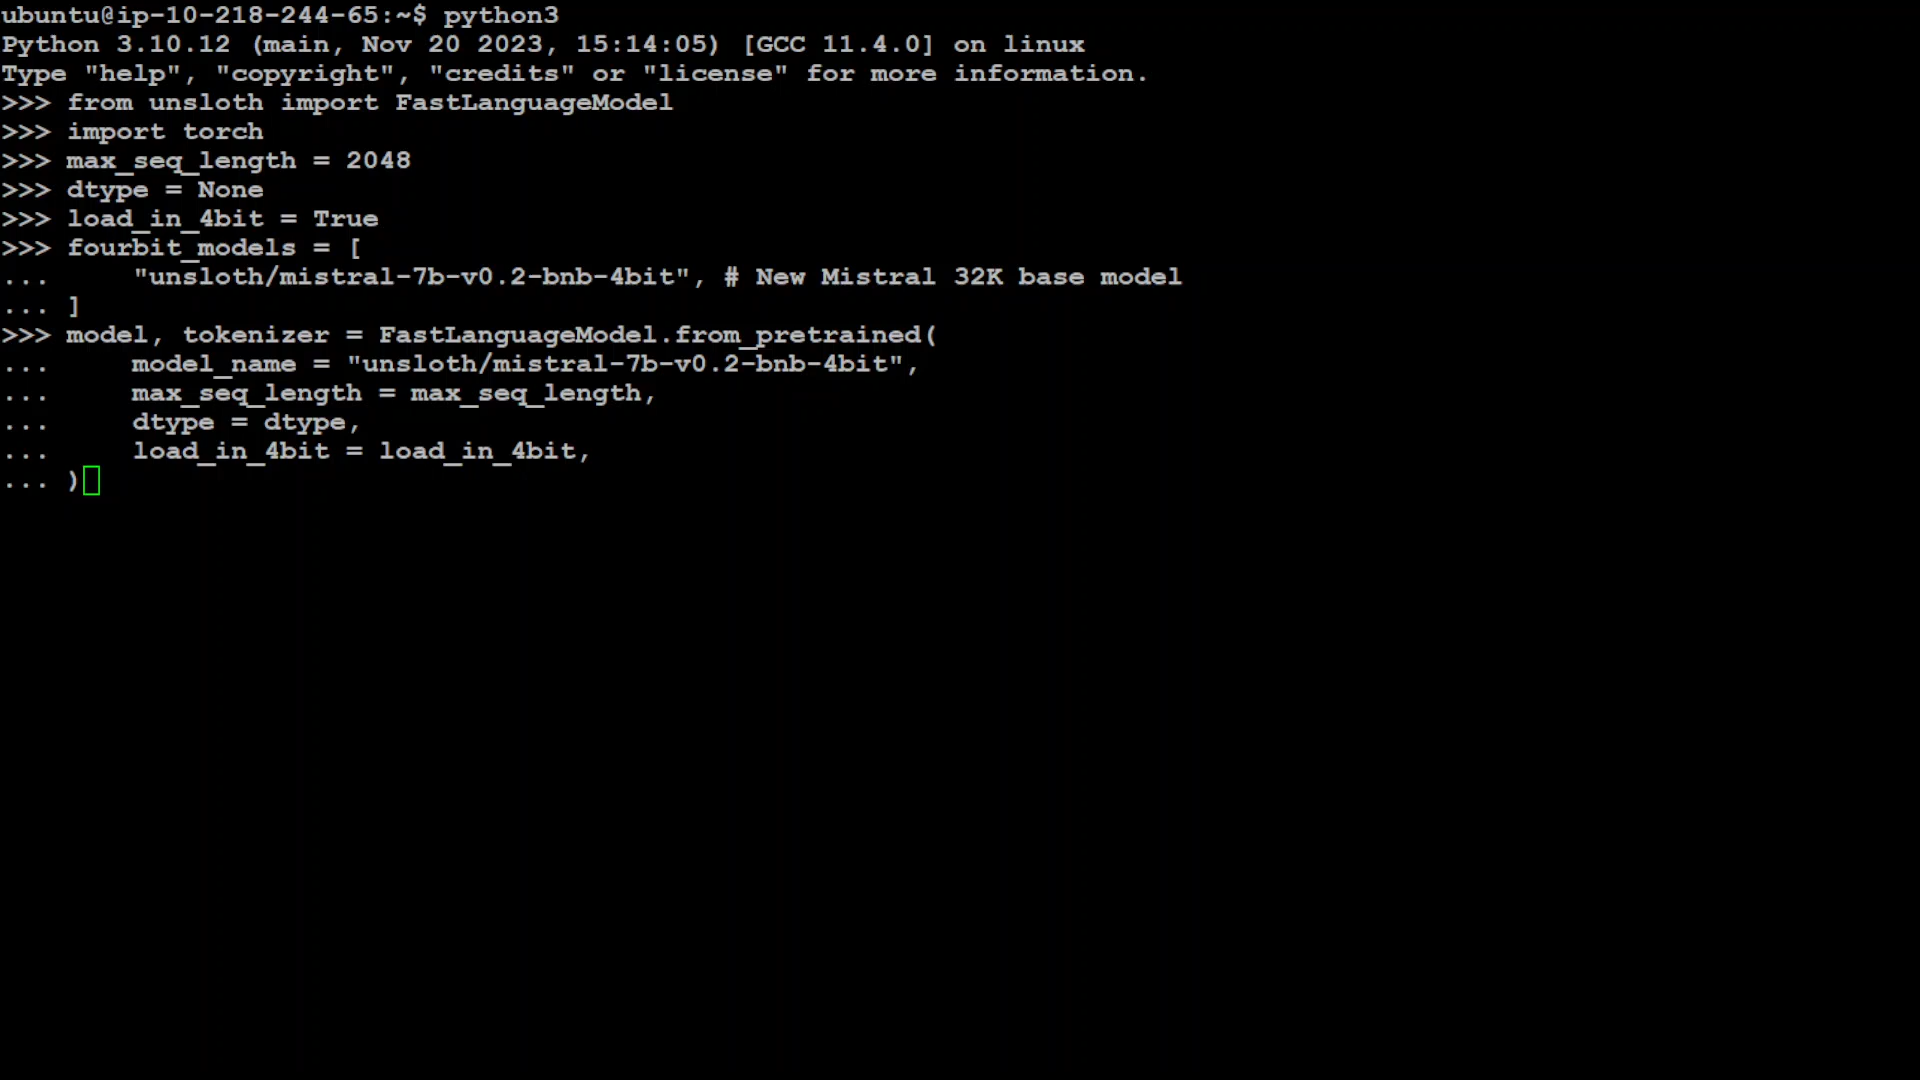 ubuntu@ip-10-218-244-65:~$ python3
Python 3.10.12 (main, Nov 20 2023, 15:14:05) [GCC 11.4.0] on linux
Type "help", "copyright", "credits" or "license" for more information.
>>> from unsloth import FastLanguageModel
>>> import torch
>>> max_seq_length = 2048
>>> dtype = None
>>> load_in_4bit = True
>>> fourbit_models = [
...     "unsloth/mistral-7b-v0.2-bnb-4bit", # New Mistral 32K base model
... ]
>>> model, tokenizer = FastLanguageModel.from_pretrained(
...     model_name = "unsloth/mistral-7b-v0.2-bnb-4bit",
...     max_seq_length = max_seq_length,
...     dtype = dtype,
...     load_in_4bit = load_in_4bit,
... )